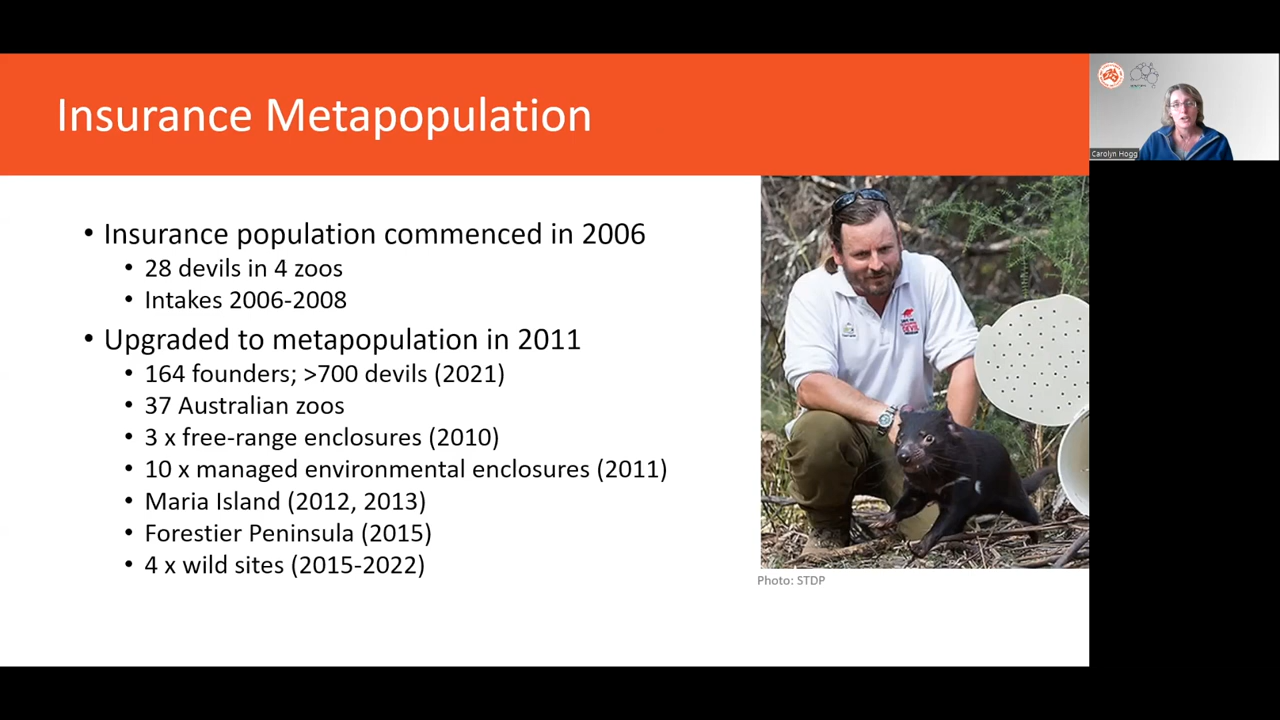 Insurance Metapopulation
• Insurance population commenced in 2006
• 28 devils in 4 zoos
• Intakes 2006-2008
• Upgraded to metapopulation in 2011
• 164 founders; >700 devils (2021)
• 37 Australian zoos
• 3 x free-range enclosures (2010)
• 10 x managed environmental enclosures (2011)
• Maria Island (2012, 2013)
• Forestier Peninsula (2015)
• 4 x wild sites (2015-2022)
Photo: STDP
Carolyn Hogg